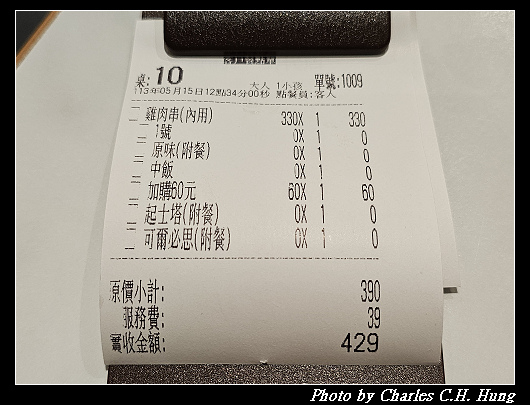 客戶餐點單
桌: 10 大人 1小孩 單號:1009
113年05月15日12點34分00秒 點餐員:客人
雞肉串(內用) 330X 1 330
1號 0X 1 0
原味(附餐) 0X 1 0
中飯 0X 1 0
加購60元 60X 1 60
起士塔(附餐) 0X 1 0
可爾必思(附餐) 0X 1 0
原價小計: 390
服務費: 39
實收金額: 429
Photo by Charles C.H. Hung